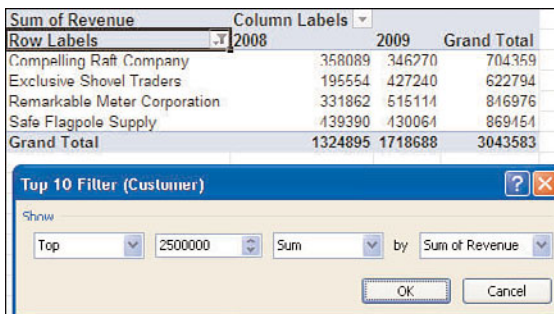 Sum of Revenue Column Labels
Row Labels 2008 2009 Grand Total
Compelling Raft Company 358089 346270 704359
Exclusive Shovel Traders 195554 427240 622794
Remarkable Meter Corporation 331862 515114 846976
Safe Flagpole Supply 439390 430064 869454
Grand Total 1324895 1718688 3043583
Top 10 Filter (Customer)
Show
Top 2500000 Sum by Sum of Revenue
OK Cancel